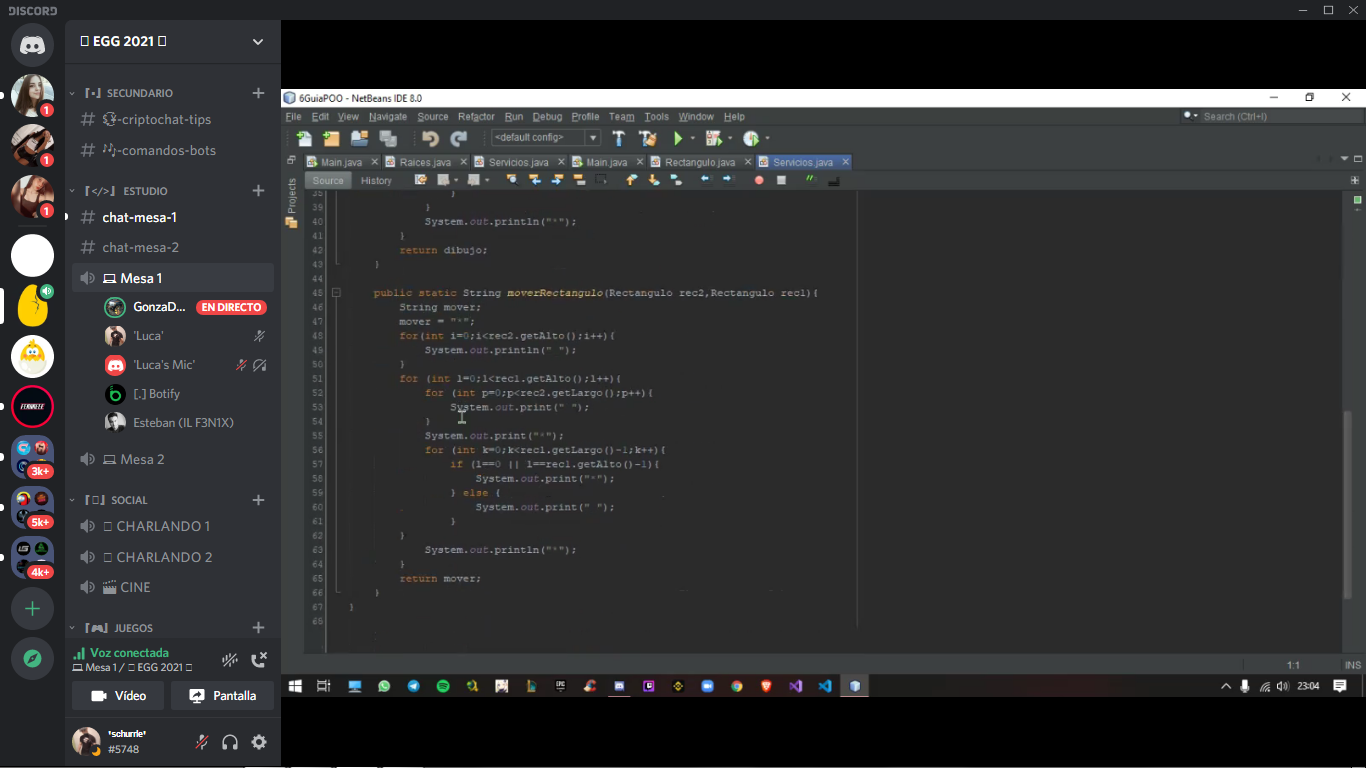 DISCORD
EGG 2021
SECUNDARIO
-criptochat-tips
-comandos-bots
[</>] ESTUDIO
chat-mesa-1
chat-mesa-2
Mesa 1
GonzaD... EN DIRECTO
'Luca'
'Luca's Mic'
[.] Botify
Esteban (IL F3N1X)
Mesa 2
SOCIAL
CHARLANDO 1
CHARLANDO 2
CINE
JUEGOS
Voz conectada
Mesa 1 / EGG 2021
Vídeo
Pantalla
*schurrle*
#5748
1
1
1
3k+
5k+
4k+
6GuiaPOO - NetBeans IDE 8.0
File Edit View Navigate Source Refactor Run Debug Profile Team Tools Window Help
Search (Ctrl+I)
<default config>
Main.java Raices.java Servicios.java Main.java Rectangulo.java Servicios.java
Source History
Projects
39 }
40 System.out.println("*");
41 }
42 return dibujo;
43 }
44
45 public static String moverRectangulo(Rectangulo rec2,Rectangulo rec1){
46 String mover;
47 mover = "*";
48 for(int i=0;i<rec2.getAlto();i++){
49 System.out.println(" ");
50 }
51 for (int l=0;l<rec1.getAlto();l++){
52 for (int p=0;p<rec2.getLargo();p++){
53 System.out.print(" ");
54 }
55 System.out.print("*");
56 for (int k=0;k<rec1.getLargo()-1;k++){
57 if (l==0 || l==rec1.getAlto()-1){
58 System.out.print("*");
59 } else {
60 System.out.print(" ");
61 }
62 }
63 System.out.println("*");
64 }
65 return mover;
66 }
67 }
68
1:1 INS
23:04